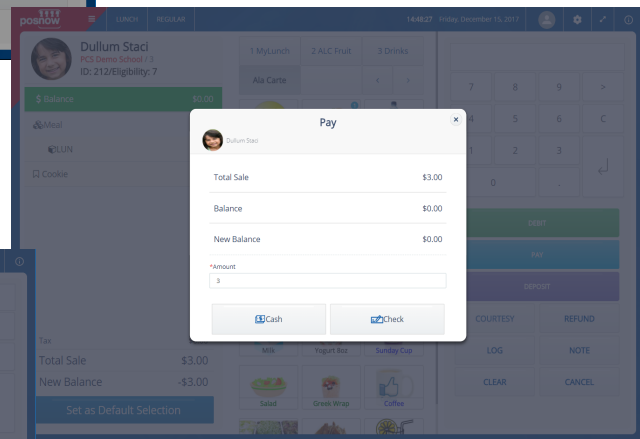 posnow
LUNCH REGULAR
14:48:27 Friday, December 15, 2017
Dullum Staci
PCS Demo School / 3
ID: 212/Eligibility: 7
$ Balance $0.00
Meal
LUN
Cookie
Tax
Total Sale $3.00
New Balance -$3.00
Set as Default Selection
1 MyLunch 2 ALC Fruit 3 Drinks
Ala Carte < >
Pay
×
Dullum Staci
Total Sale $3.00
Balance $0.00
New Balance $0.00
*Amount
3
Cash Check
Milk Yogurt 8oz Sunday Cup
Salad Greek Wrap Coffee
7 8 9 >
4 5 6 C
1 2 3
0 .
DEBIT
PAY
DEPOSIT
COURTESY REFUND
LOG NOTE
CLEAR CANCEL